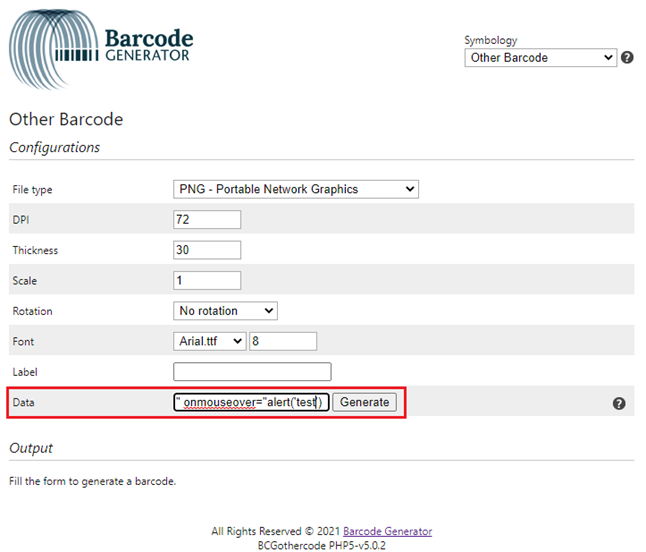 Barcode
GENERATOR
Symbology
Other Barcode
Other Barcode
Configurations
File type PNG - Portable Network Graphics
DPI 72
Thickness 30
Scale 1
Rotation No rotation
Font Arial.ttf 8
Label
Data " onmouseover="alert('test') Generate
Output
Fill the form to generate a barcode.
All Rights Reserved © 2021 Barcode Generator
BCGothercode PHP5-v5.0.2